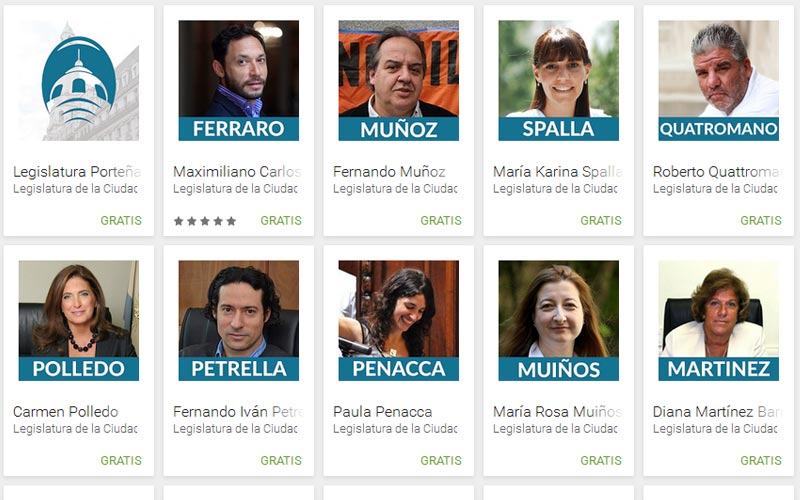 FERRARO
MUÑOZ
SPALLA
QUATROMANO
Legislatura Porteña
Maximiliano Carlos
Fernando Muñoz
María Karina Spalla
Roberto Quattroma
Legislatura de la Ciudad
Legislatura de la Ciudad
Legislatura de la Ciudad
Legislatura de la Ciudad
Legislatura de la Ciudad
GRATIS
GRATIS
GRATIS
GRATIS
GRATIS
POLLEDO
PETRELLA
PENACCA
MUIÑOS
MARTINEZ
Carmen Polledo
Fernando Iván Petre
Paula Penacca
María Rosa Muiños
Diana Martínez Barr
Legislatura de la Ciudad
Legislatura de la Ciudad
Legislatura de la Ciudad
Legislatura de la Ciudad
Legislatura de la Ciudad
GRATIS
GRATIS
GRATIS
GRATIS
GRATIS